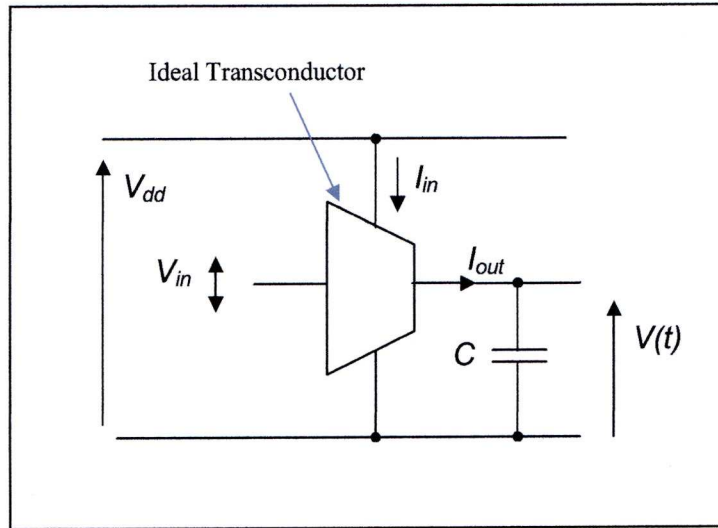 Ideal Transconductor
V_dd
I_in
V_in
I_out
C
V(t)